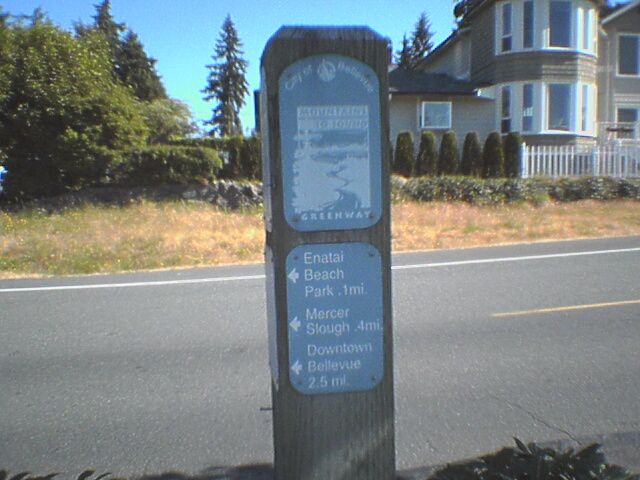 City of Bellevue
MOUNTAINS
TO SOUND
GREENWAY
Enatai
Beach
Park .1mi.
Mercer
Slough .4mi.
Downtown
Bellevue
2.5 mi.